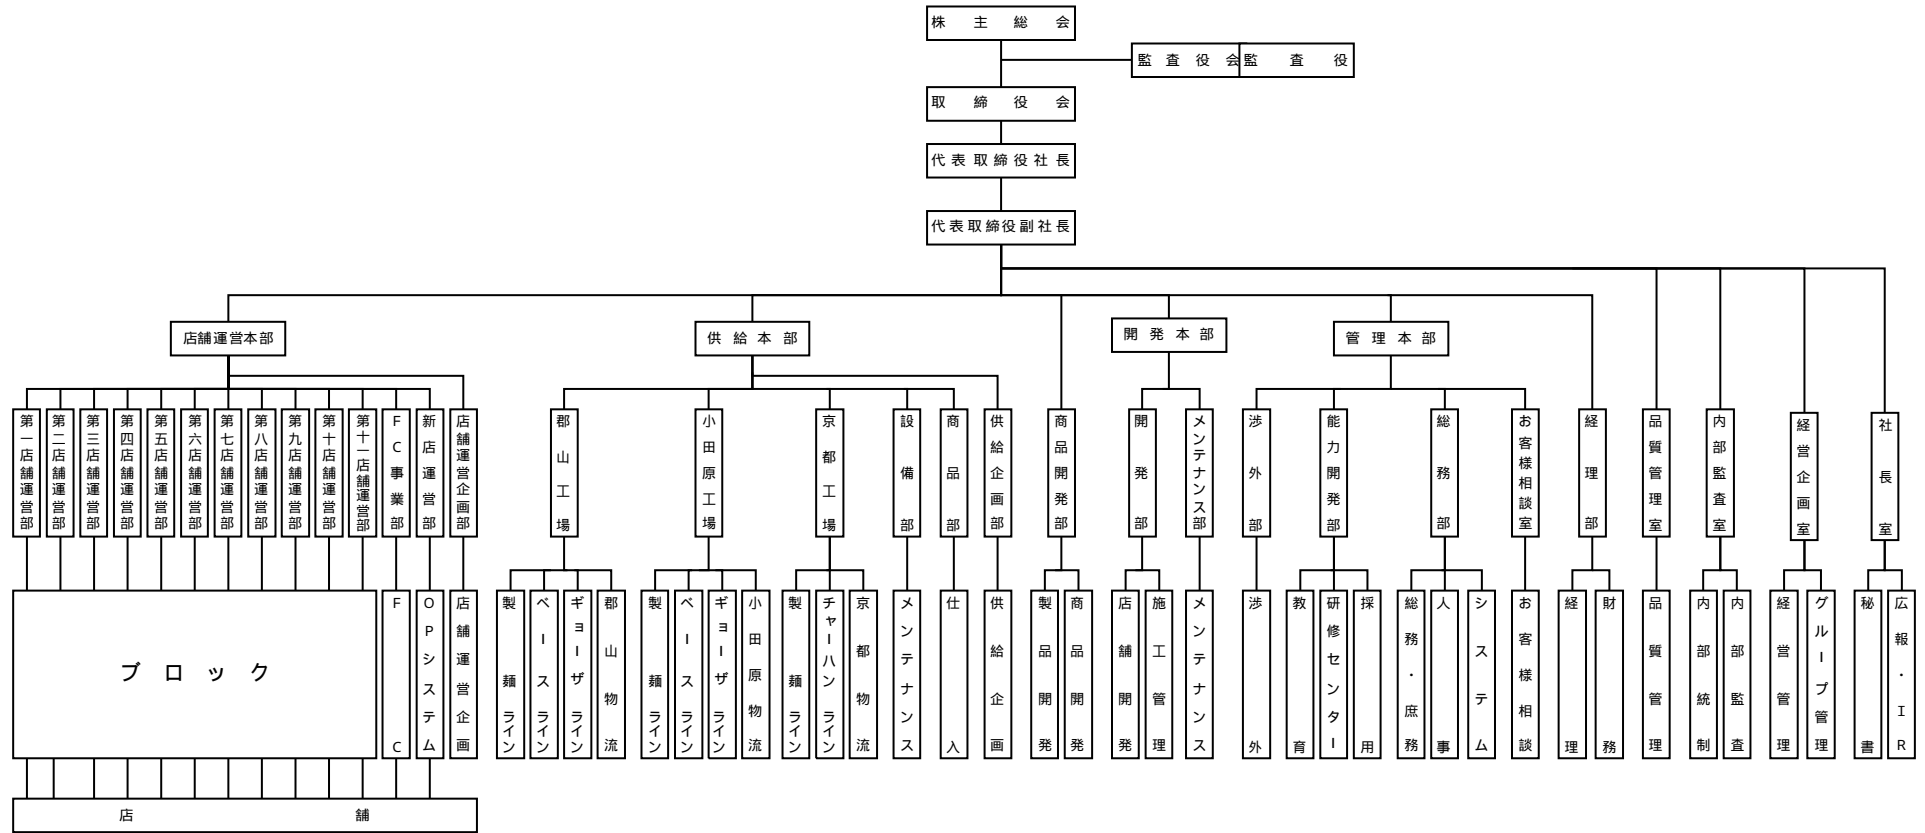 株主総会
監査役会
監査役
取締役会
代表取締役社長
代表取締役副社長
店舗運営本部
供給本部
開発本部
管理本部
第一店舗運営部
第二店舗運営部
第三店舗運営部
第四店舗運営部
第五店舗運営部
第六店舗運営部
第七店舗運営部
第八店舗運営部
第九店舗運営部
第十店舗運営部
第十一店舗運営部
FC事業部
新店運営部
店舗運営企画部
郡山工場
小田原工場
京都工場
設備部
商品部
供給企画部
商品開発部
開発部
メンテナンス部
渉外部
能力開発部
総務部
お客様相談室
経理部
品質管理室
内部監査室
経営企画室
社長室
ブロック
FC
OPシステム
店舗運営企画
製麺ライン
ベースライン
ギョーザライン
郡山物流
製麺ライン
ベースライン
ギョーザライン
小田原物流
製麺ライン
チャーハンライン
京都物流
メンテナンス
仕入
供給企画
製品開発
商品開発
店舗開発
施工管理
メンテナンス
渉外
教育
研修センター
採用
総務・庶務
人事
システム
お客様相談
経理
財務
品質管理
内部統制
内部監査
経営管理
グループ管理
秘書
広報・IR
店舗